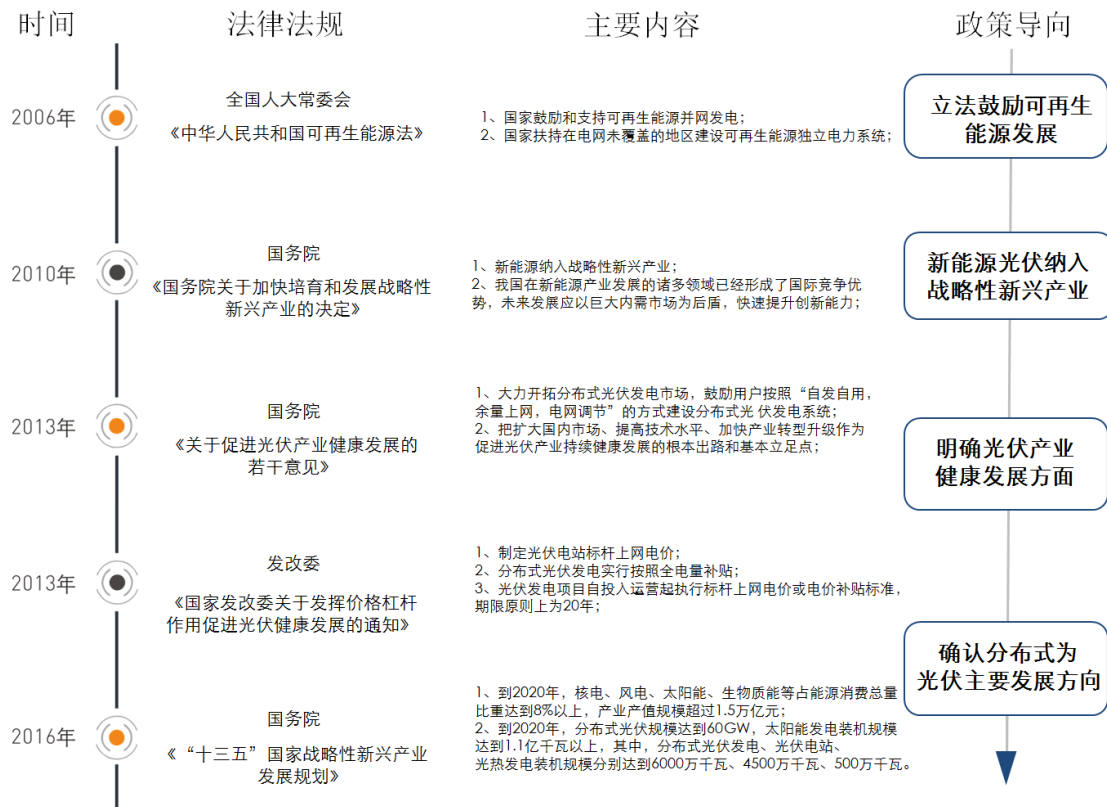 时间
法律法规
主要内容
政策导向
2006年
全国人大常委会
《中华人民共和国可再生能源法》
1、国家鼓励和支持可再生能源并网发电；
2、国家扶持在电网未覆盖的地区建设可再生能源独立电力系统；
立法鼓励可再生
能源发展
2010年
国务院
《国务院关于加快培育和发展战略性
新兴产业的决定》
1、新能源纳入战略性新兴产业；
2、我国在新能源产业发展的诸多领域已经形成了国际竞争优
势，未来发展应以巨大内需市场为后盾，快速提升创新能力；
新能源光伏纳入
战略性新兴产业
2013年
国务院
《关于促进光伏产业健康发展的
若干意见》
1、大力开拓分布式光伏发电市场，鼓励用户按照“自发自用，
余量上网，电网调节”的方式建设分布式光 伏发电系统；
2、把扩大国内市场、提高技术水平、加快产业转型升级作为
促进光伏产业持续健康发展的根本出路和基本立足点；
明确光伏产业
健康发展方面
2013年
发改委
《国家发改委关于发挥价格杠杆
作用促进光伏健康发展的通知》
1、制定光伏电站标杆上网电价；
2、分布式光伏发电实行按照全电量补贴；
3、光伏发电项目自投入运营起执行标杆上网电价或电价补贴标准，
期限原则上为20年；
确认分布式为
光伏主要发展方向
2016年
国务院
《“十三五”国家战略性新兴产业
发展规划》
1、到2020年，核电、风电、太阳能、生物质能等占能源消费总量
比重达到8%以上，产业产值规模超过1.5万亿元；
2、到2020年，分布式光伏规模达到60GW，太阳能发电装机规模
达到1.1亿千瓦以上，其中，分布式光伏发电、光伏电站、
光热发电装机规模分别达到6000万千瓦、4500万千瓦、500万千瓦。